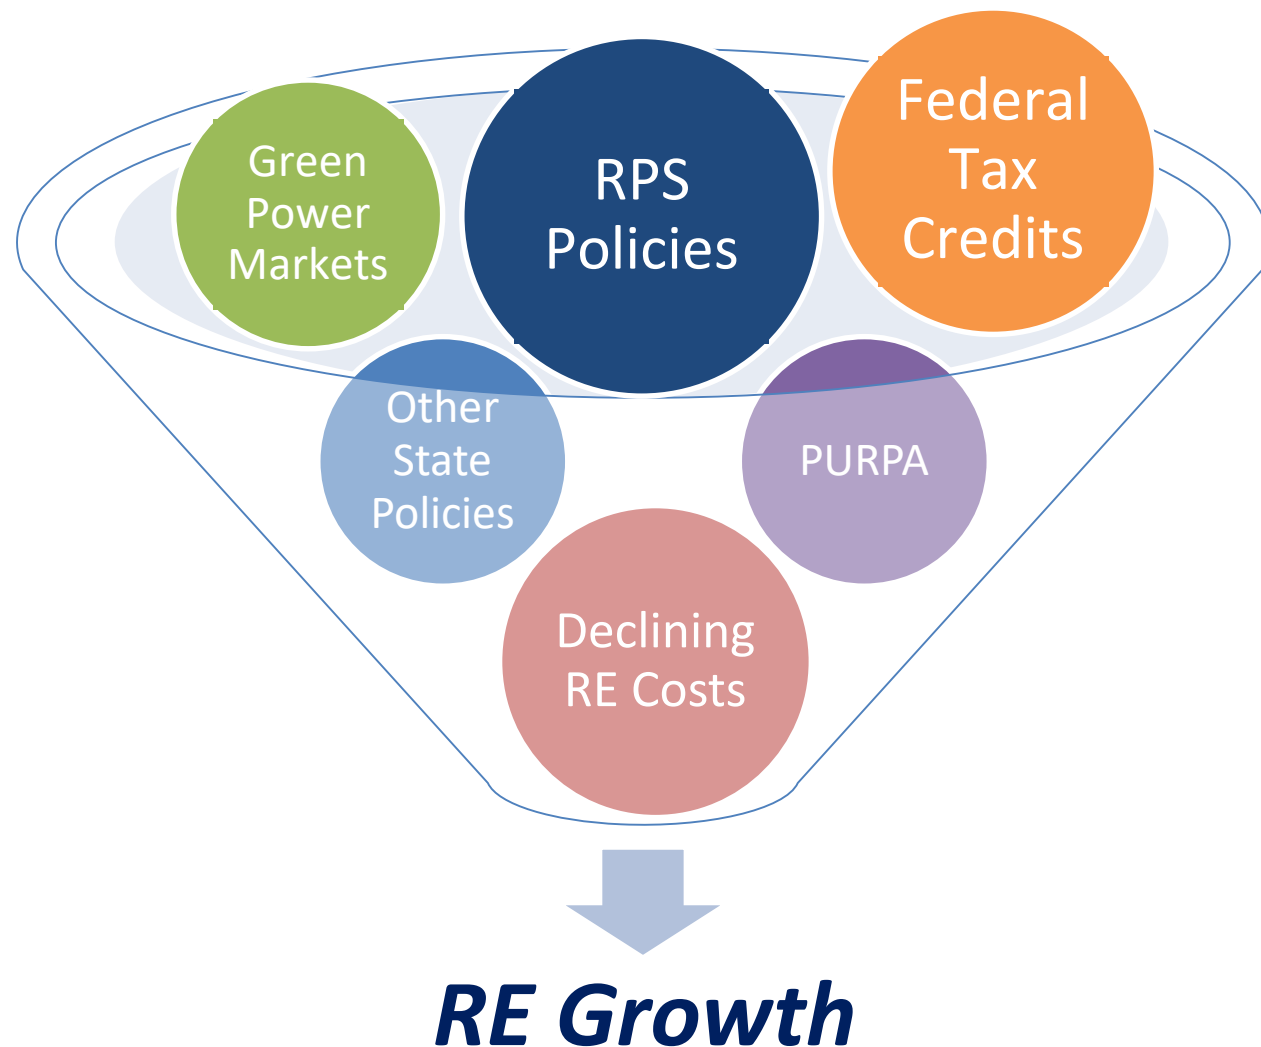 Green
Power
Markets
RPS
Policies
Federal
Tax
Credits
Other
State
Policies
PURPA
Declining
RE Costs
RE Growth